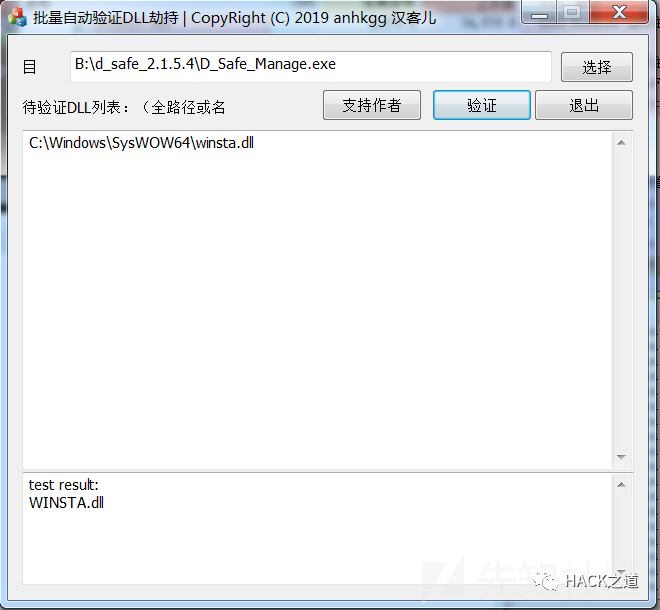 批量自动验证DLL劫持 | CopyRight (C) 2019 anhkgg 汉客儿
目
B:\d_safe_2.1.5.4\D_Safe_Manage.exe
选择
待验证DLL列表：（全路径或名
支持作者
验证
退出
C:\Windows\SysWOW64\winsta.dll
test result:
WINSTA.dll
先知社
HACK之道